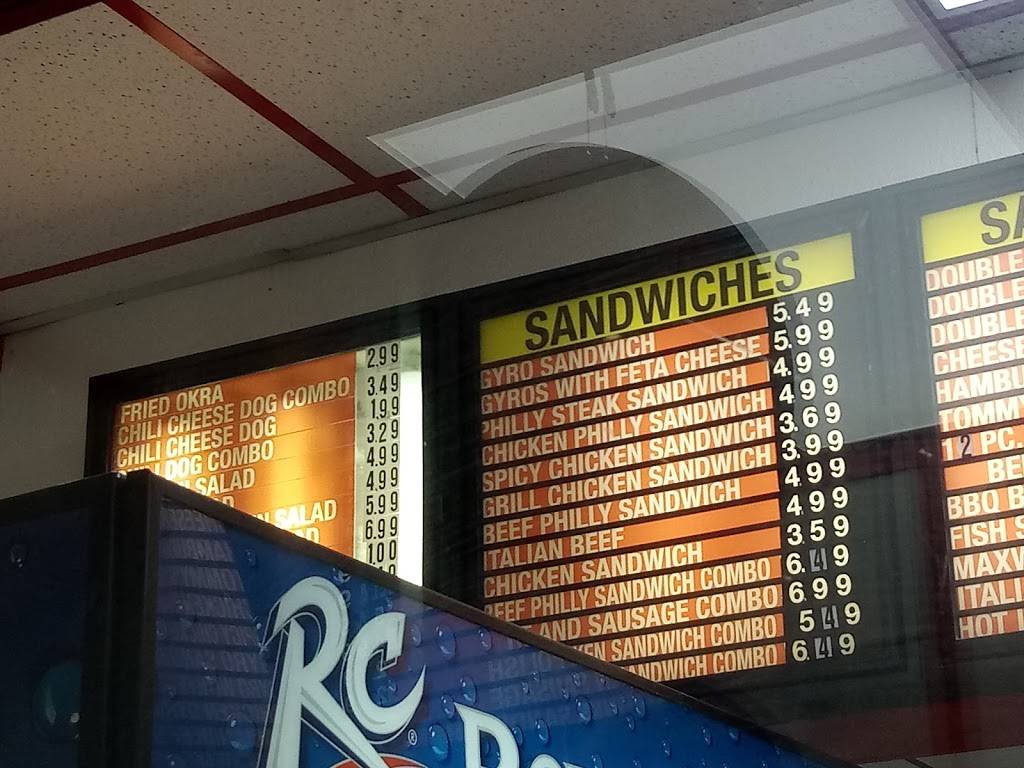 FRIED OKRA 2.99
CHILI CHEESE DOG COMBO 3.49
CHILI CHEESE DOG 1.99
DOG COMBO 3.29
SALAD 4.99
4.99
SALAD 5.99
6.99
1.00
SANDWICHES
GYRO SANDWICH 5.49
GYROS WITH FETA CHEESE 5.99
PHILLY STEAK SANDWICH 4.99
CHICKEN PHILLY SANDWICH 4.99
SPICY CHICKEN SANDWICH 3.69
GRILL CHICKEN SANDWICH 3.99
BEEF PHILLY SANDWICH 4.99
ITALIAN BEEF 4.99
CHICKEN SANDWICH 3.59
BEEF PHILLY SANDWICH COMBO 6.49
AND SAUSAGE COMBO 6.99
SANDWICH COMBO 5.49
SANDWICH COMBO 6.49
SA
DOUBLE
DOUBLE
DOUBLE
CHEESE
HAMBU
TOMM
12 PC.
BE
BBQ B
FISH S
MAXW
ITALI
HOT
RC